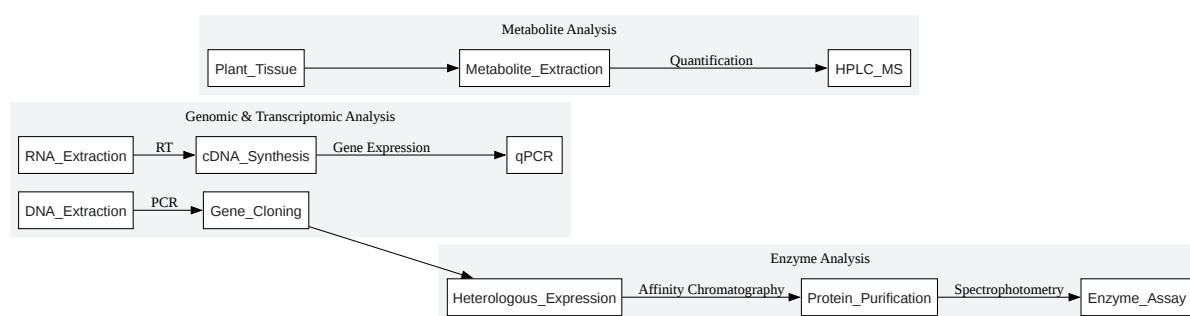 Metabolite Analysis
Plant_Tissue Metabolite_Extraction Quantification HPLC_MS
Genomic & Transcriptomic Analysis
RNA_Extraction RT cDNA_Synthesis Gene Expression qPCR
DNA_Extraction PCR Gene_Cloning
Enzyme Analysis
Heterologous_Expression Affinity Chromatography Protein_Purification Spectrophotometry Enzyme_Assay